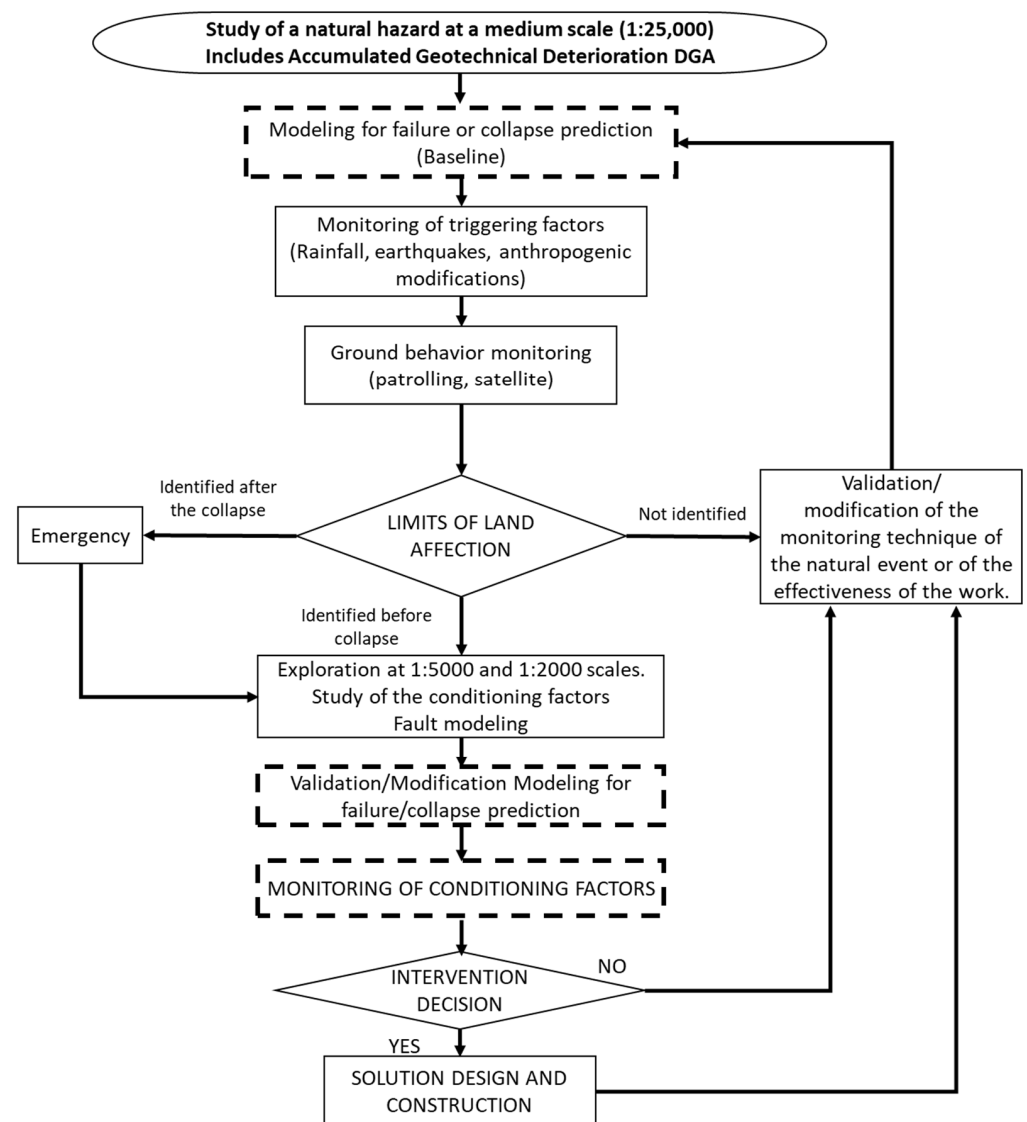 Study of a natural hazard at a medium scale (1:25,000)
Includes Accumulated Geotechnical Deterioration DGA
Modeling for failure or collapse prediction
(Baseline)
Monitoring of triggering factors
(Rainfall, earthquakes, anthropogenic
modifications)
Ground behavior monitoring
(patrolling, satellite)
LIMITS OF LAND
AFFECTION
Identified after
the collapse
Emergency
Not identified
Validation/
modification of the
monitoring technique of
the natural event or of the
effectiveness of the work.
Identified before
collapse
Exploration at 1:5000 and 1:2000 scales.
Study of the conditioning factors
Fault modeling
Validation/Modification Modeling for
failure/collapse prediction
MONITORING OF CONDITIONING FACTORS
INTERVENTION
DECISION
NO
YES
SOLUTION DESIGN AND
CONSTRUCTION